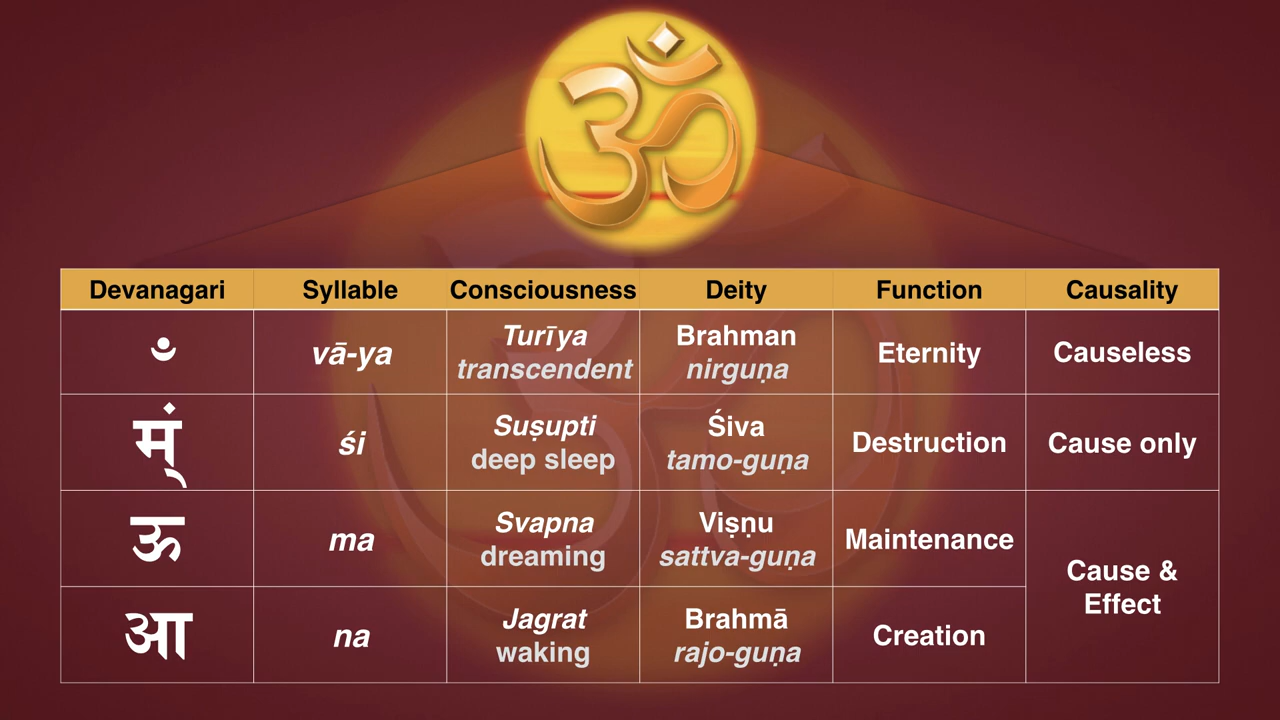 ॐ
Devanagari Syllable Consciousness Deity Function Causality
ँ vā-ya Turīya transcendent Brahman nirguṇa Eternity Causeless
म्ं śi Suṣupti deep sleep Śiva tamo-guṇa Destruction Cause only
ऊ ma Svapna dreaming Viṣṇu sattva-guṇa Maintenance Cause & Effect
आ na Jagrat waking Brahmā rajo-guṇa Creation